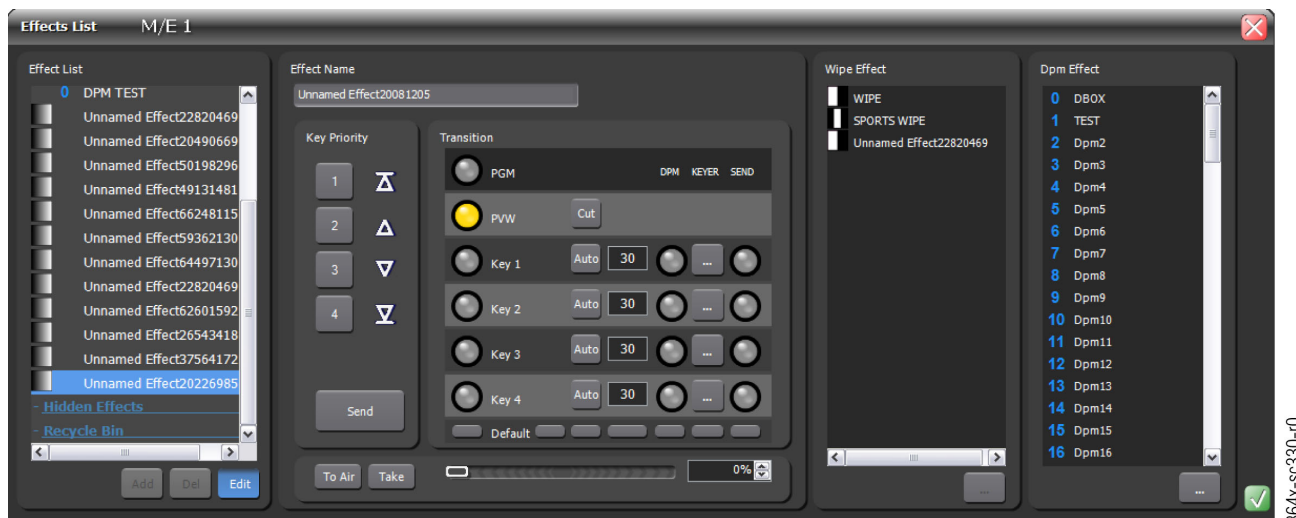 Effects List M/E 1
Effect List
0 DPM TEST
Unnamed Effect22820469
Unnamed Effect20490669
Unnamed Effect50198296
Unnamed Effect49131481
Unnamed Effect66248115
Unnamed Effect59362130
Unnamed Effect64497130
Unnamed Effect22820469
Unnamed Effect62601592
Unnamed Effect26543418
Unnamed Effect37564172
Unnamed Effect20226985
- Hidden Effects
- Recycle Bin
Add Del Edit
Effect Name
Unnamed Effect20081205
Key Priority
1
2
3
4
Send
Transition
PGM DPM KEYER SEND
PVW Cut
Key 1 Auto 30 ...
Key 2 Auto 30 ...
Key 3 Auto 30 ...
Key 4 Auto 30 ...
Default
To Air Take 0%
Wipe Effect
WIPE
SPORTS WIPE
Unnamed Effect22820469
...
Dpm Effect
0 DBOX
1 TEST
2 Dpm2
3 Dpm3
4 Dpm4
5 Dpm5
6 Dpm6
7 Dpm7
8 Dpm8
9 Dpm9
10 Dpm10
11 Dpm11
12 Dpm12
13 Dpm13
14 Dpm14
15 Dpm15
16 Dpm16
...